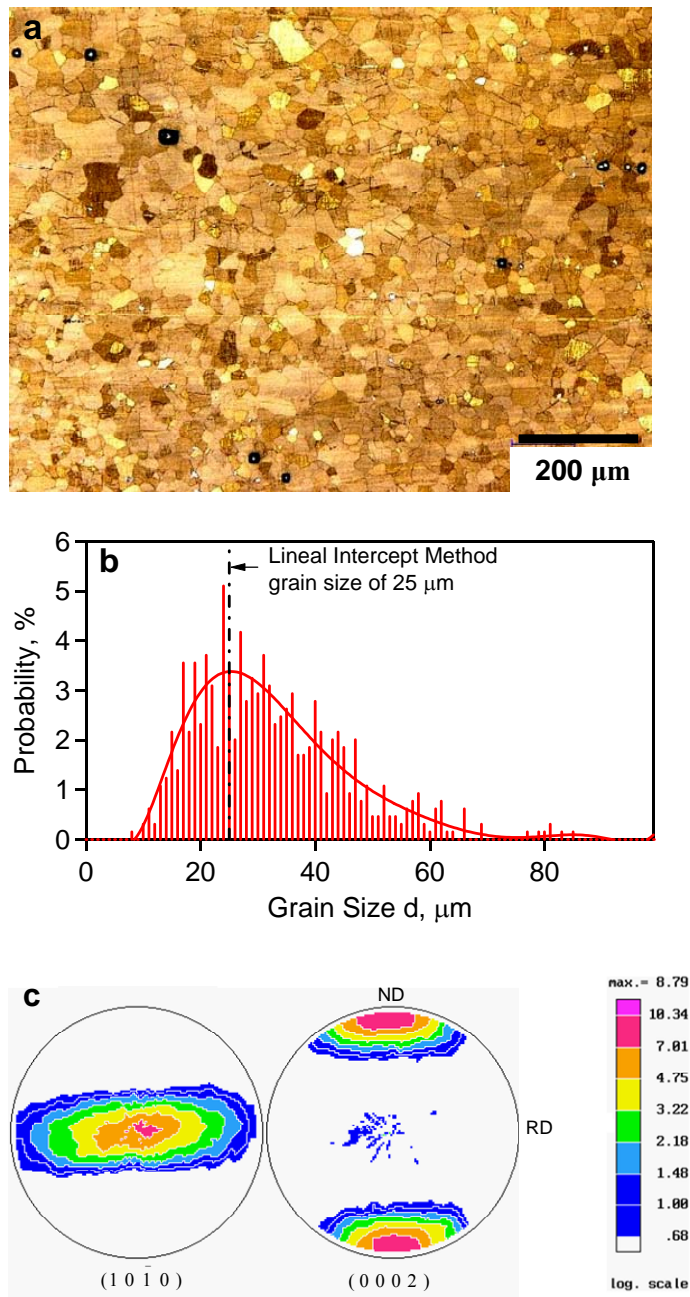 a
200 μm
b
Lineal Intercept Method
grain size of 25 μm
Probability, %
6
5
4
3
2
1
0
0 20 40 60 80
Grain Size d, μm
c
ND
RD
(1 0 1̄ 0) (0 0 0 2)
max.= 8.79
10.34
7.01
4.75
3.22
2.18
1.48
1.00
.68
log. scale